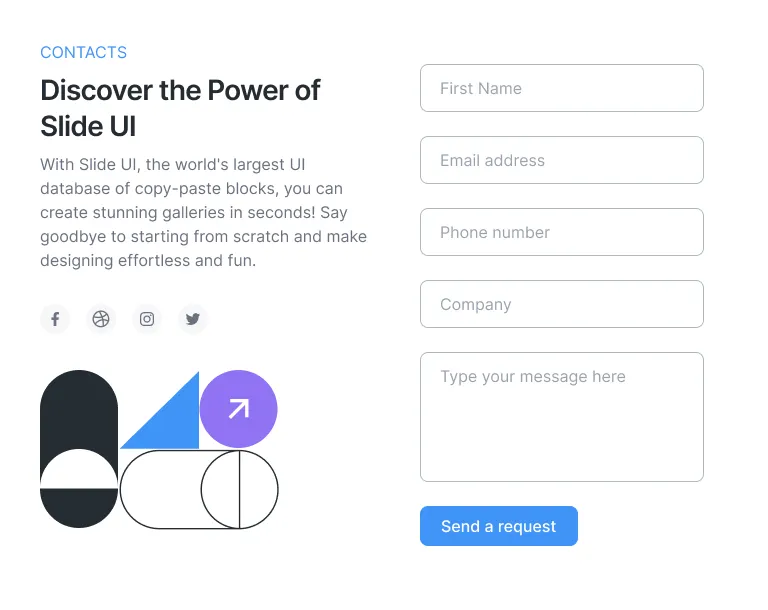 CONTACTS
Discover the Power of
Slide UI
With Slide UI, the world's largest UI
database of copy-paste blocks, you can
create stunning galleries in seconds! Say
goodbye to starting from scratch and make
designing effortless and fun.
First Name
Email address
Phone number
Company
Type your message here
Send a request